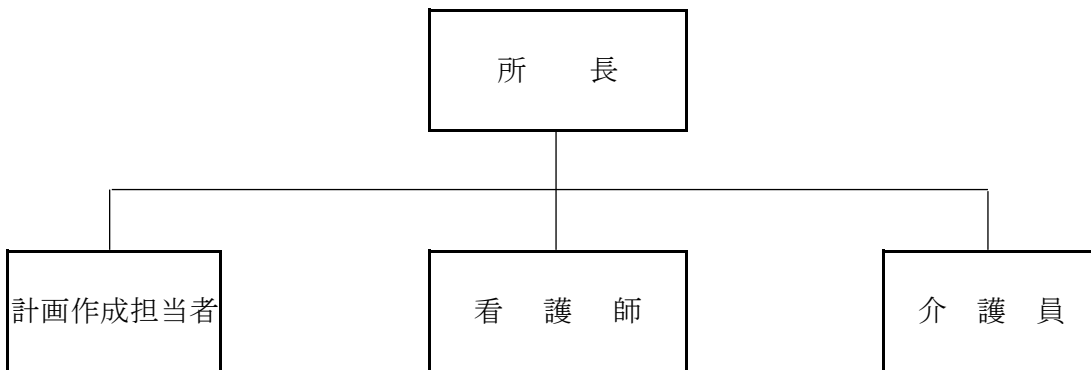 所　長
計画作成担当者
看　護　師
介　護　員